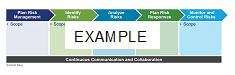 Plan Risk Management
Identify Risks
Analyze Risks
Plan Risk Responses
Monitor and Control Risks
• Scope
• Scope
EXAMPLE
Continuous Communication and Collaboration